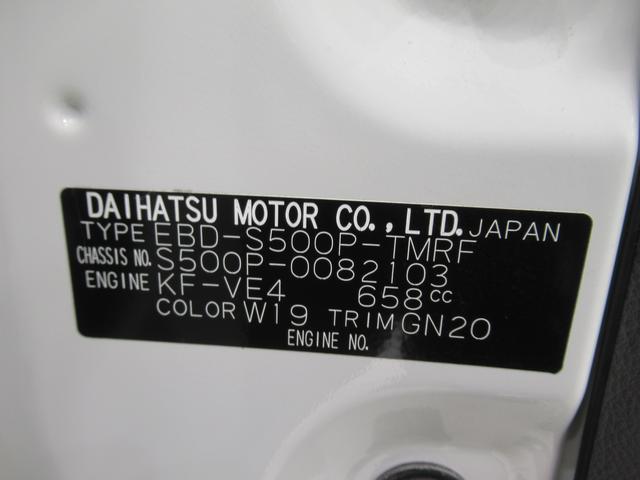 DAIHATSU MOTOR CO., LTD. JAPAN
TYPE EBD-S500P-TMRF
CHASSIS NO. S500P-0082103
ENGINE KF-VE4 658cc
COLOR W19 TRIM GN20
ENGINE NO.